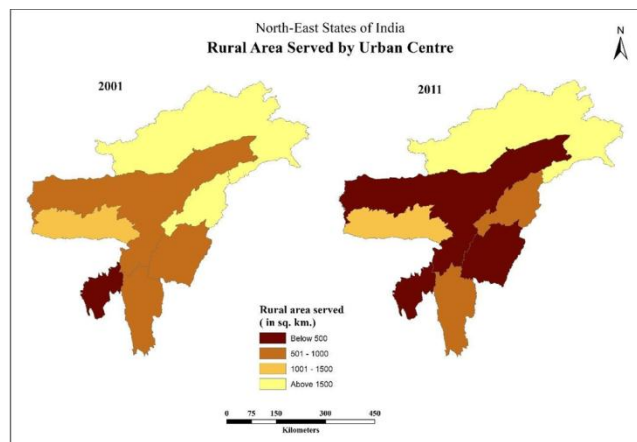 North-East States of India
Rural Area Served by Urban Centre
N
2001
2011
Rural area served
( in sq. km.)
Below 500
501 - 1000
1001 - 1500
Above 1500
0 75 150 300 450
Kilometers